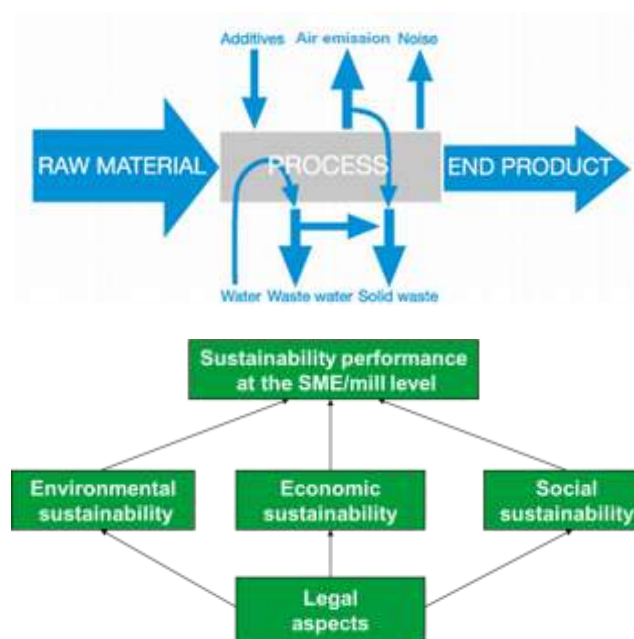 Additives Air emission Noise
RAW MATERIAL PROCESS END PRODUCT
Water Waste water Solid waste
Sustainability performance
at the SME/mill level
Environmental
sustainability
Economic
sustainability
Social
sustainability
Legal
aspects